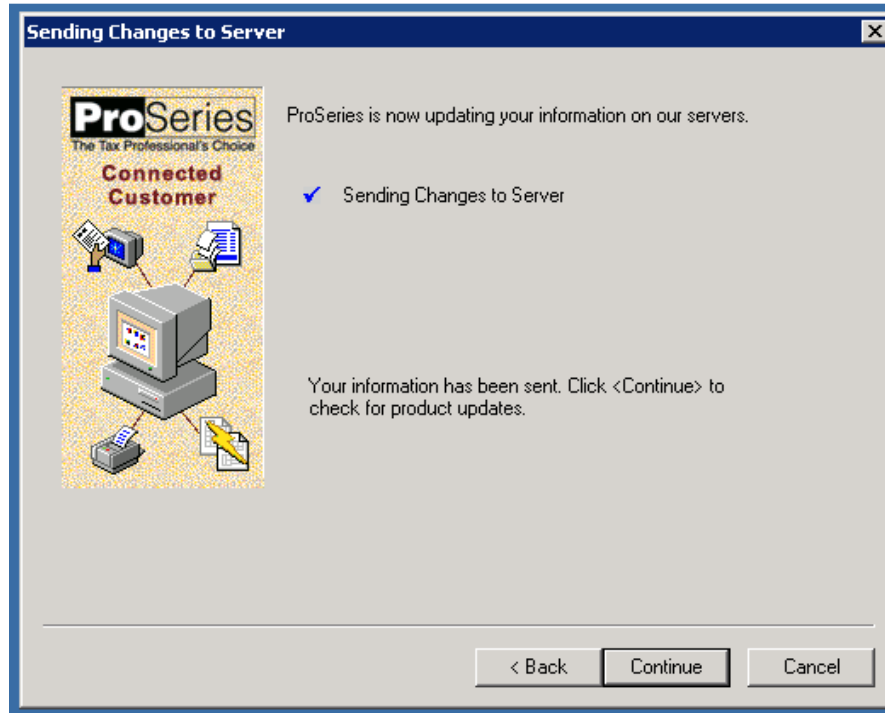 Sending Changes to Server
ProSeries
The Tax Professional's Choice
Connected
Customer
ProSeries is now updating your information on our servers.
Sending Changes to Server
Your information has been sent. Click <Continue> to
check for product updates.
< Back
Continue
Cancel